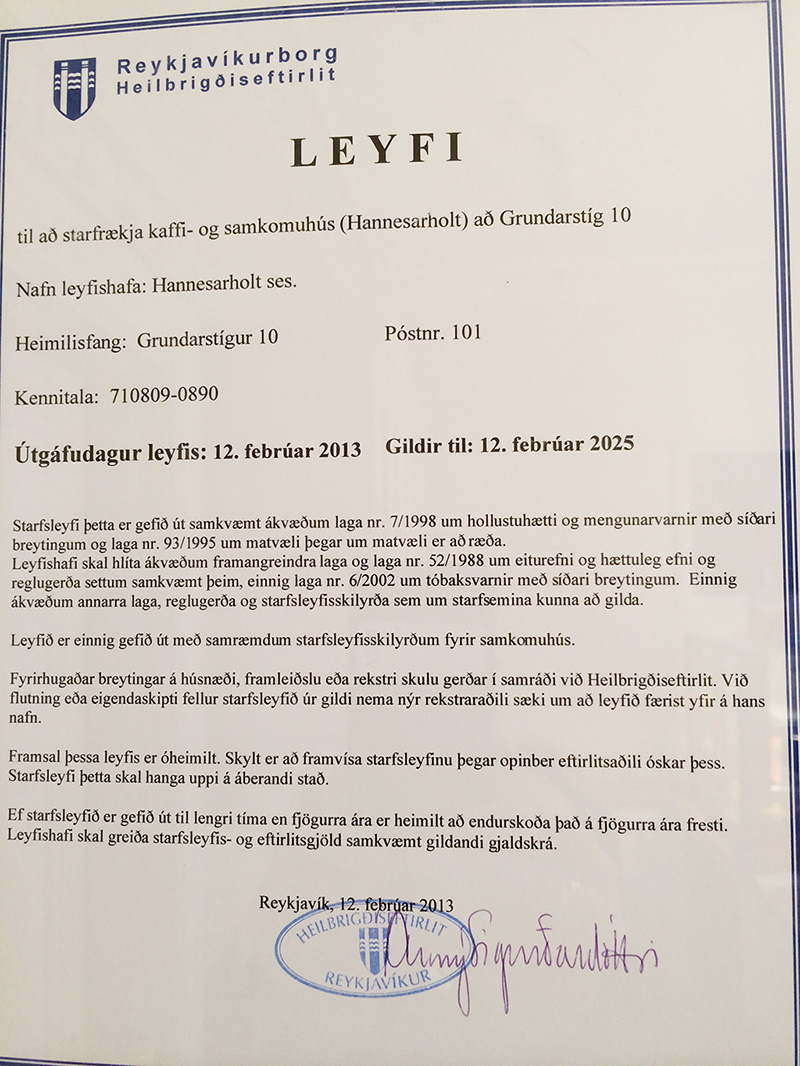 Reykjavíkurborg
Heilbrigðiseftirlit
LEYFI
til að starfrækja kaffi- og samkomuhús (Hannesarholt) að Grundarstíg 10
Nafn leyfishafa: Hannesarholt ses.
Heimilisfang: Grundarstígur 10 Póstnr. 101
Kennitala: 710809-0890
Útgáfudagur leyfis: 12. febrúar 2013 Gildir til: 12. febrúar 2025
Starfsleyfi þetta er gefið út samkvæmt ákvæðum laga nr. 7/1998 um hollustuhætti og mengunarvarnir með síðari
breytingum og laga nr. 93/1995 um matvæli þegar um matvæli er að ræða.
Leyfishafi skal hlíta ákvæðum framangreindra laga og laga nr. 52/1988 um eiturefni og hættuleg efni og
reglugerða settum samkvæmt þeim, einnig laga nr. 6/2002 um tóbaksvarnir með síðari breytingum. Einnig
ákvæðum annarra laga, reglugerða og starfsleyfisskilyrða sem um starfsemina kunna að gilda.
Leyfið er einnig gefið út með samræmdum starfsleyfisskilyrðum fyrir samkomuhús.
Fyrirhugaðar breytingar á húsnæði, framleiðslu eða rekstri skulu gerðar í samráði við Heilbrigðiseftirlit. Við
flutning eða eigendaskipti fellur starfsleyfið úr gildi nema nýr rekstraraðili sæki um að leyfið færist yfir á hans
nafn.
Framsal þessa leyfis er óheimilt. Skylt er að framvísa starfsleyfinu þegar opinber eftirlitsaðili óskar þess.
Starfsleyfi þetta skal hanga uppi á áberandi stað.
Ef starfsleyfið er gefið út til lengri tíma en fjögurra ára er heimilt að endurskoða það á fjögurra ára fresti.
Leyfishafi skal greiða starfsleyfis- og eftirlitsgjöld samkvæmt gildandi gjaldskrá.
Reykjavík, 12. febrúar 2013
HEILBRIGÐISEFTIRLIT
REYKJAVÍKUR
Sigurðardóttir